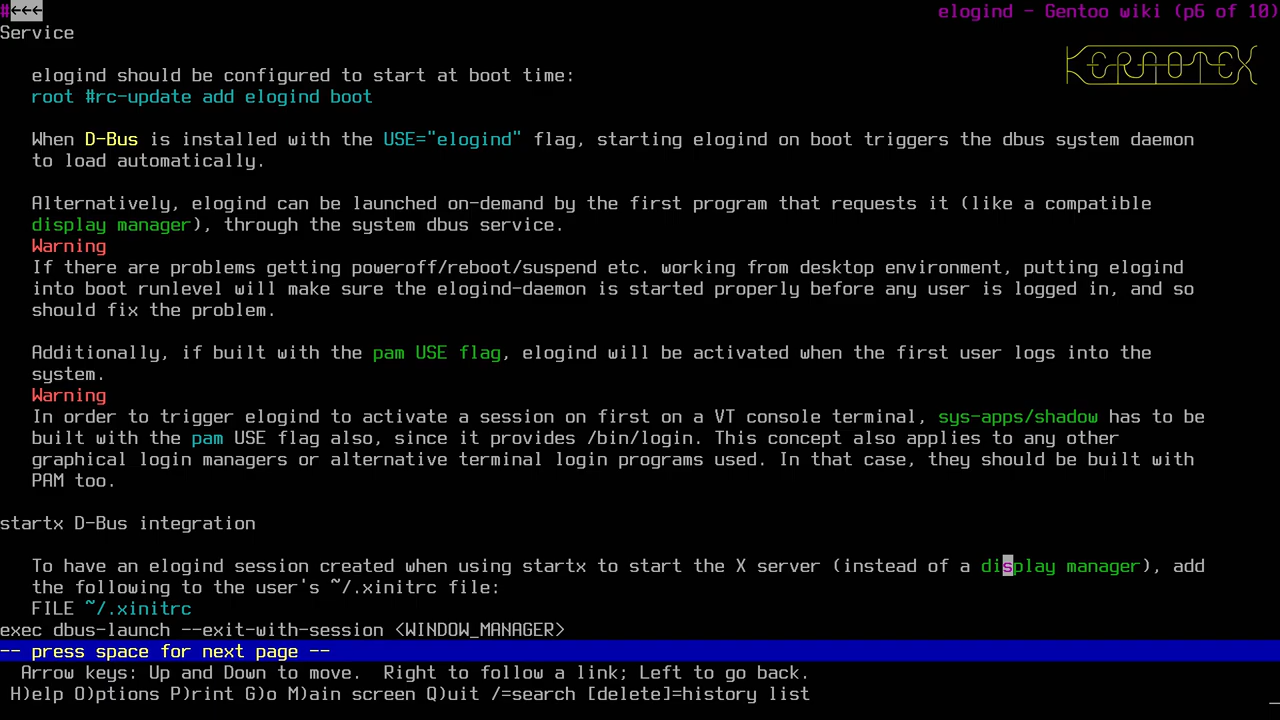 #←←← elogind - Gentoo wiki (p6 of 10)
Service
KERNOTEX
elogind should be configured to start at boot time:
root #rc-update add elogind boot
When D-Bus is installed with the USE="elogind" flag, starting elogind on boot triggers the dbus system daemon
to load automatically.
Alternatively, elogind can be launched on-demand by the first program that requests it (like a compatible
display manager), through the system dbus service.
Warning
If there are problems getting poweroff/reboot/suspend etc. working from desktop environment, putting elogind
into boot runlevel will make sure the elogind-daemon is started properly before any user is logged in, and so
should fix the problem.
Additionally, if built with the pam USE flag, elogind will be activated when the first user logs into the
system.
Warning
In order to trigger elogind to activate a session on first on a VT console terminal, sys-apps/shadow has to be
built with the pam USE flag also, since it provides /bin/login. This concept also applies to any other
graphical login managers or alternative terminal login programs used. In that case, they should be built with
PAM too.
startx D-Bus integration
To have an elogind session created when using startx to start the X server (instead of a display manager), add
the following to the user's ~/.xinitrc file:
FILE ~/.xinitrc
exec dbus-launch --exit-with-session <WINDOW_MANAGER>
-- press space for next page --
Arrow keys: Up and Down to move.  Right to follow a link; Left to go back.
H)elp O)ptions P)rint G)o M)ain screen Q)uit /=search [delete]=history list